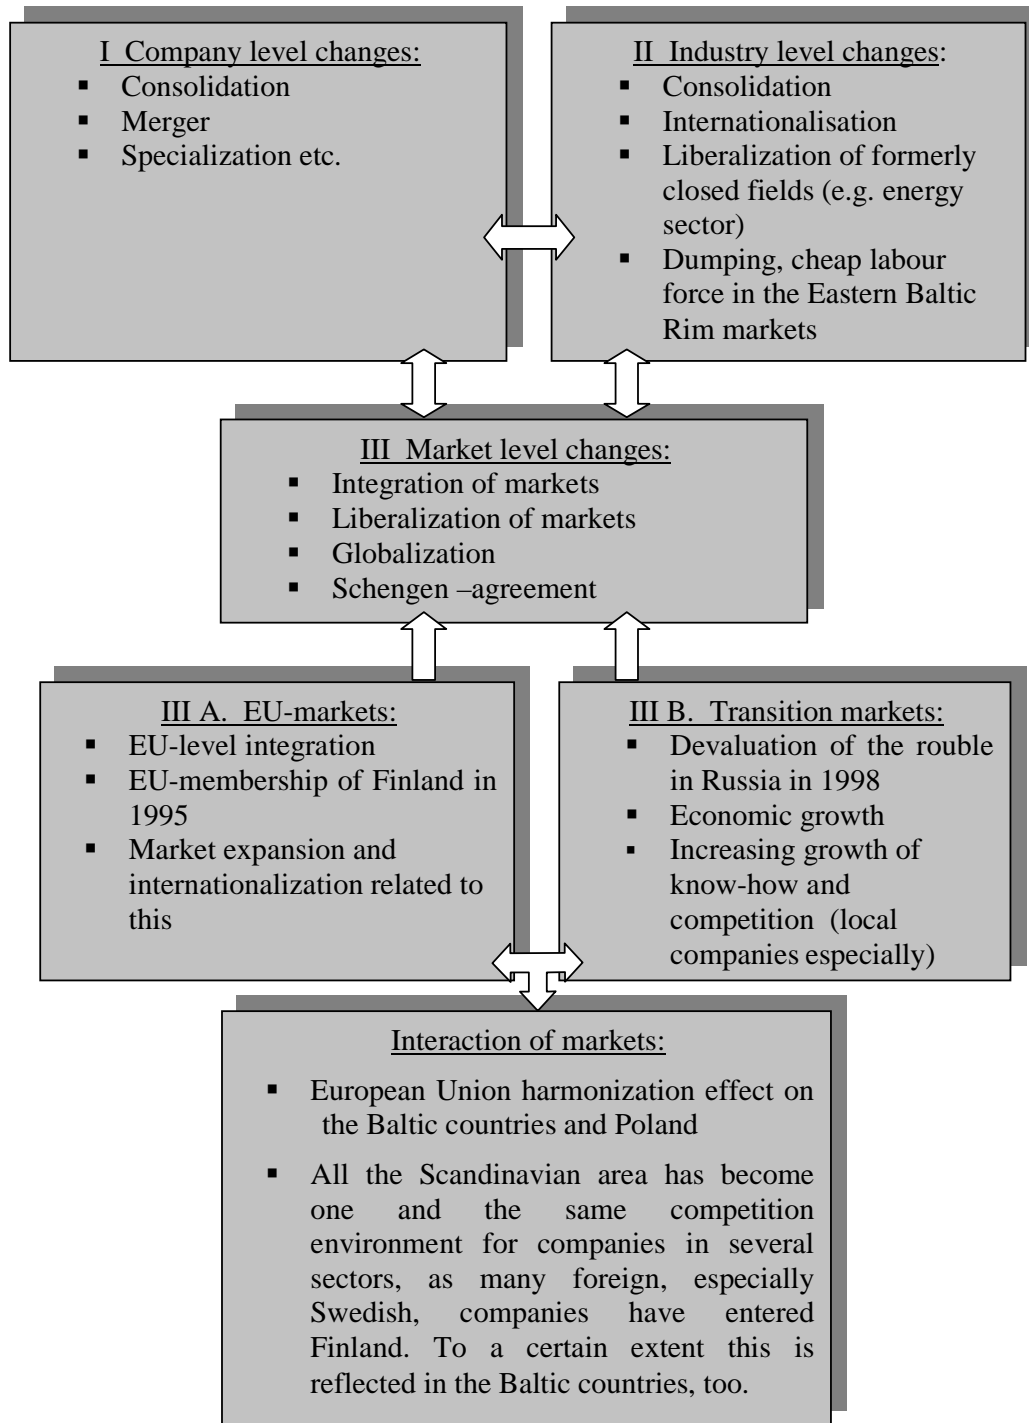 I Company level changes:
▪ Consolidation
▪ Merger
▪ Specialization etc.
II Industry level changes:
▪ Consolidation
▪ Internationalisation
▪ Liberalization of formerly
closed fields (e.g. energy
sector)
▪ Dumping, cheap labour
force in the Eastern Baltic
Rim markets
III Market level changes:
▪ Integration of markets
▪ Liberalization of markets
▪ Globalization
▪ Schengen –agreement
III A. EU-markets:
▪ EU-level integration
▪ EU-membership of Finland in
1995
▪ Market expansion and
internationalization related to
this
III B. Transition markets:
▪ Devaluation of the rouble
in Russia in 1998
▪ Economic growth
▪ Increasing growth of
know-how and
competition (local
companies especially)
Interaction of markets:
▪ European Union harmonization effect on
the Baltic countries and Poland
▪ All the Scandinavian area has become
one and the same competition
environment for companies in several
sectors, as many foreign, especially
Swedish, companies have entered
Finland. To a certain extent this is
reflected in the Baltic countries, too.